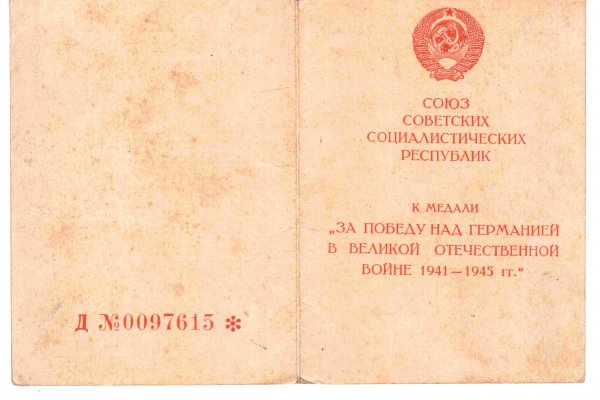 СОЮЗ
СОВЕТСКИХ
СОЦИАЛИСТИЧЕСКИХ
РЕСПУБЛИК
К МЕДАЛИ
„ЗА ПОБЕДУ НАД ГЕРМАНИЕЙ
В ВЕЛИКОЙ ОТЕЧЕСТВЕННОЙ
ВОЙНЕ 1941—1945 гг.“
Д №0097615 *